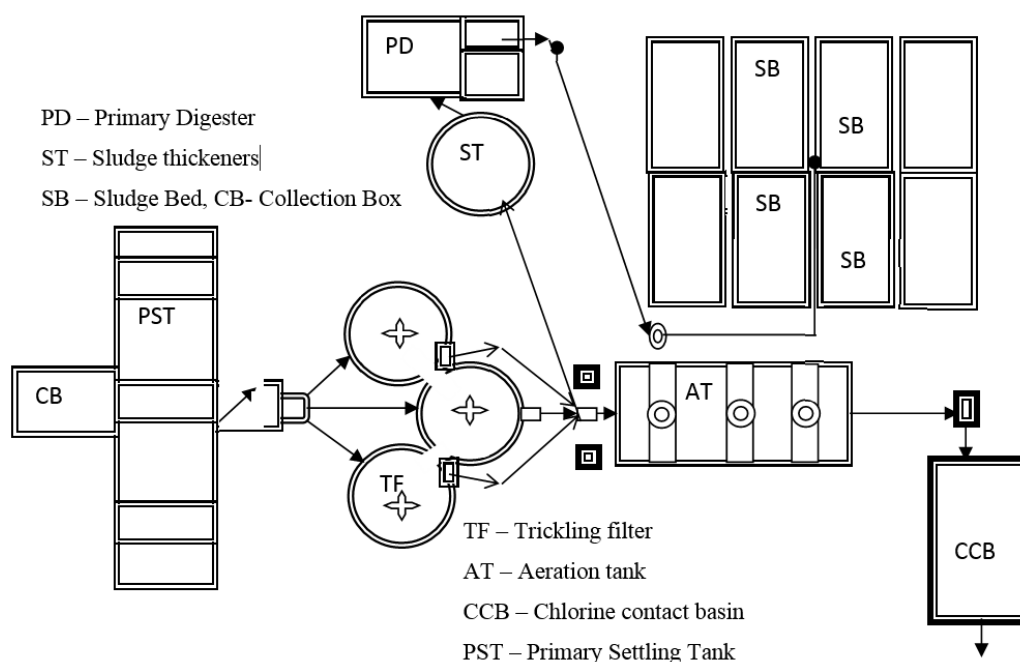 PD
SB
SB
PD – Primary Digester
ST – Sludge thickeners
ST
SB – Sludge Bed, CB- Collection Box
SB
SB
PST
CB
AT
TF
TF – Trickling filter
AT – Aeration tank
CCB
CCB – Chlorine contact basin
PST – Primary Settling Tank